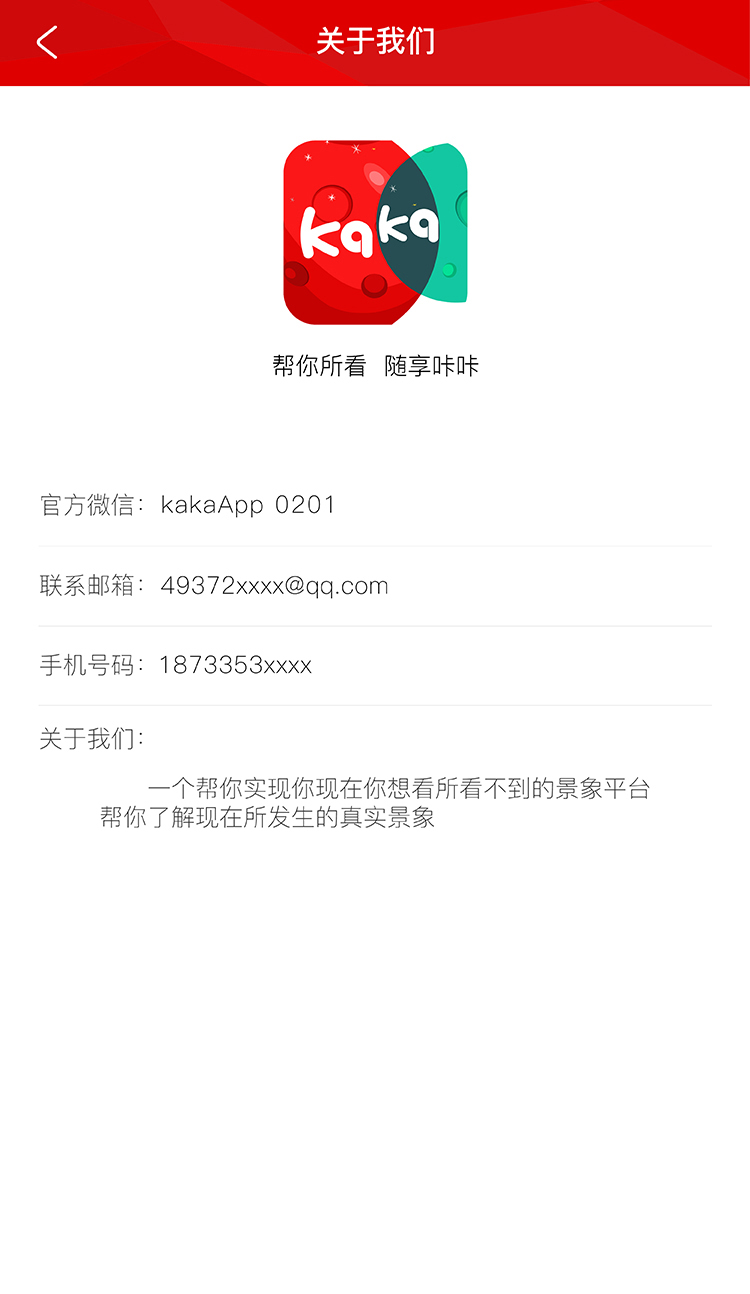 关于我们
kaka
帮你所看 随享咔咔
官方微信：kakaApp 0201
联系邮箱：49372xxxx@qq.com
手机号码：1873353xxxx
关于我们：
一个帮你实现你现在你想看所看不到的景象平台
帮你了解现在所发生的真实景象